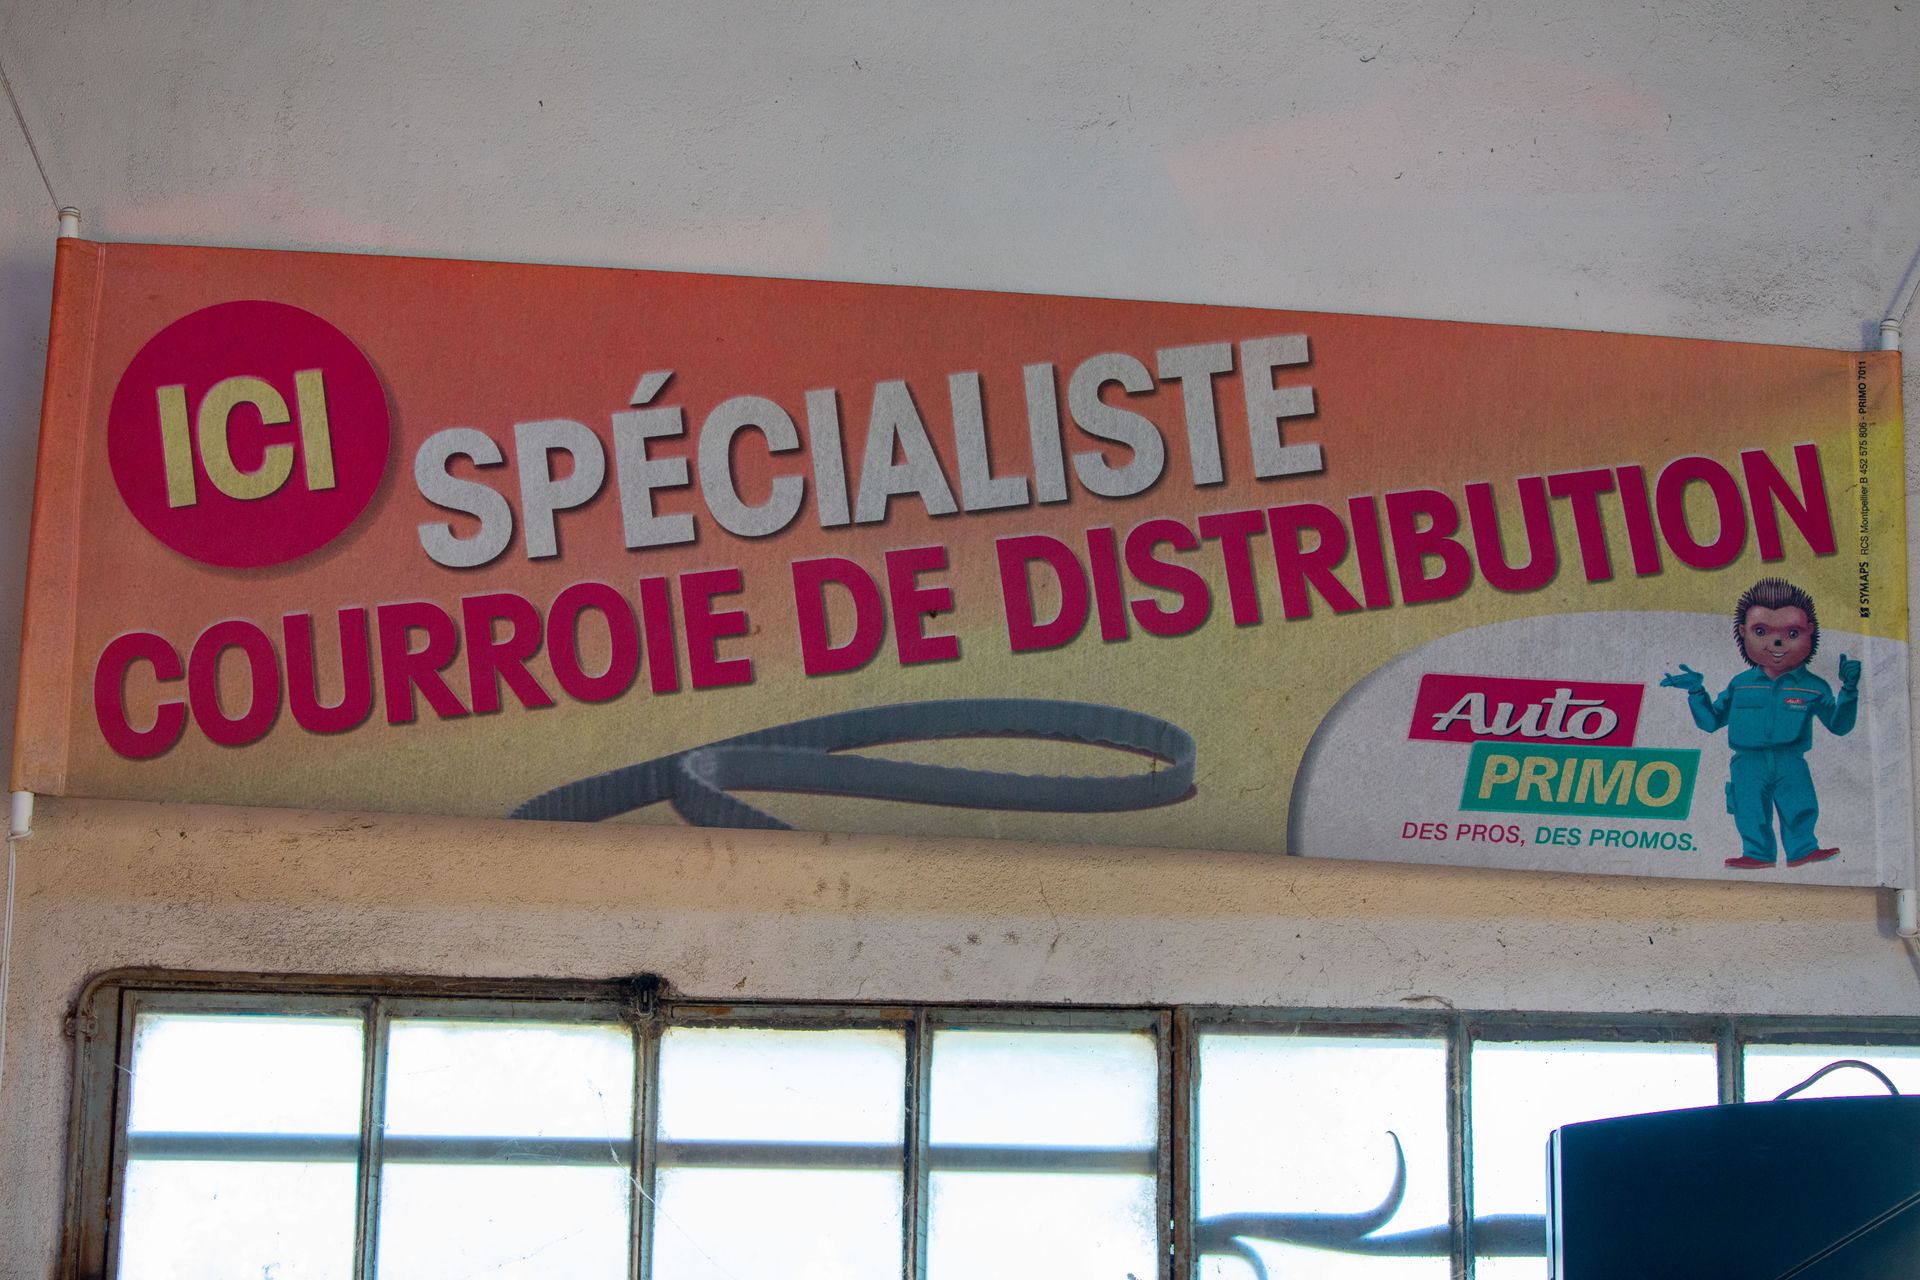 ICI
SPÉCIALISTE
COURROIE DE DISTRIBUTION
Auto
PRIMO
DES PROS, DES PROMOS.
SYMAPS RCS Montpellier B 452 575 806 - PRIMO 7011